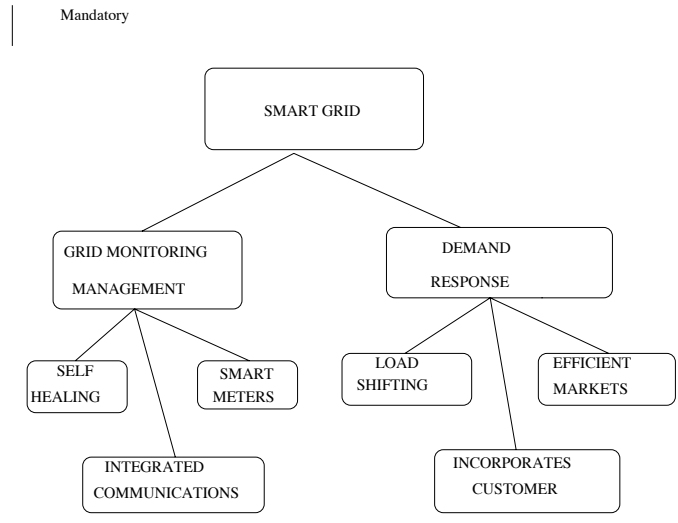 Mandatory
SMART GRID
GRID MONITORING
MANAGEMENT
DEMAND
RESPONSE
SELF
HEALING
SMART
METERS
LOAD
SHIFTING
EFFICIENT
MARKETS
INTEGRATED
COMMUNICATIONS
INCORPORATES
CUSTOMER